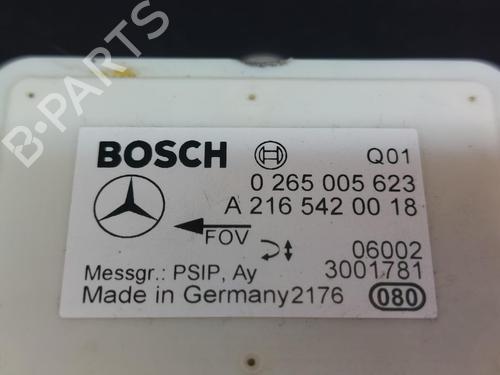 B-PARTS
BOSCH Q01
0 265 005 623
A 216 542 00 18
FOV
06002
Messgr.: PSIP, Ay 3001781
Made in Germany2176 080